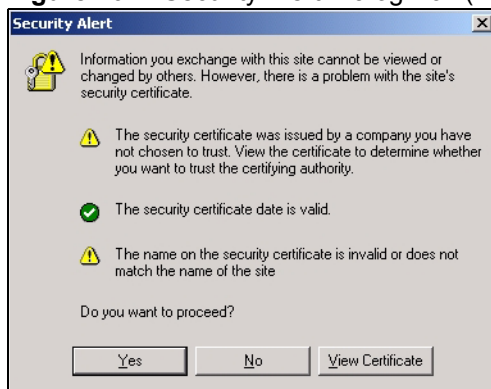 Security Alert
Information you exchange with this site cannot be viewed or
changed by others. However, there is a problem with the site's
security certificate.
The security certificate was issued by a company you have
not chosen to trust. View the certificate to determine whether
you want to trust the certifying authority.
The security certificate date is valid.
The name on the security certificate is invalid or does not
match the name of the site
Do you want to proceed?
Yes
No
View Certificate